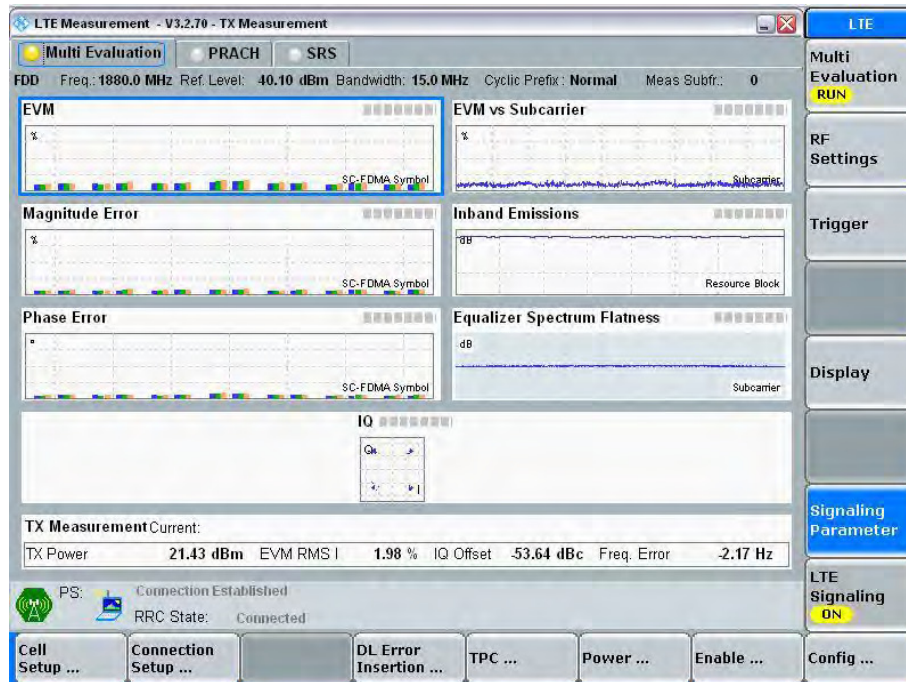 LTE Measurement - V3.2.70 - TX Measurement
LTE
Multi Evaluation PRACH SRS
FDD Freq.: 1880.0 MHz Ref. Level: 40.10 dBm Bandwidth: 15.0 MHz Cyclic Prefix : Normal Meas Subfr.: 0
Multi
Evaluation
RUN
EVM
%
SC-FDMA Symbol
EVM vs Subcarrier
%
Subcarrier
RF
Settings
Magnitude Error
%
SC-FDMA Symbol
Inband Emissions
dB
Resource Block
Trigger
Phase Error
°
SC-FDMA Symbol
Equalizer Spectrum Flatness
dB
Subcarrier
Display
IQ
Q
I
TX Measurement Current:
TX Power 21.43 dBm EVM RMS I 1.98 % IQ Offset -53.64 dBc Freq. Error -2.17 Hz
Signaling
Parameter
PS: Connection Established
RRC State: Connected
LTE
Signaling
ON
Cell
Setup ...
Connection
Setup ...
DL Error
Insertion ...
TPC ...
Power ...
Enable ...
Config ...